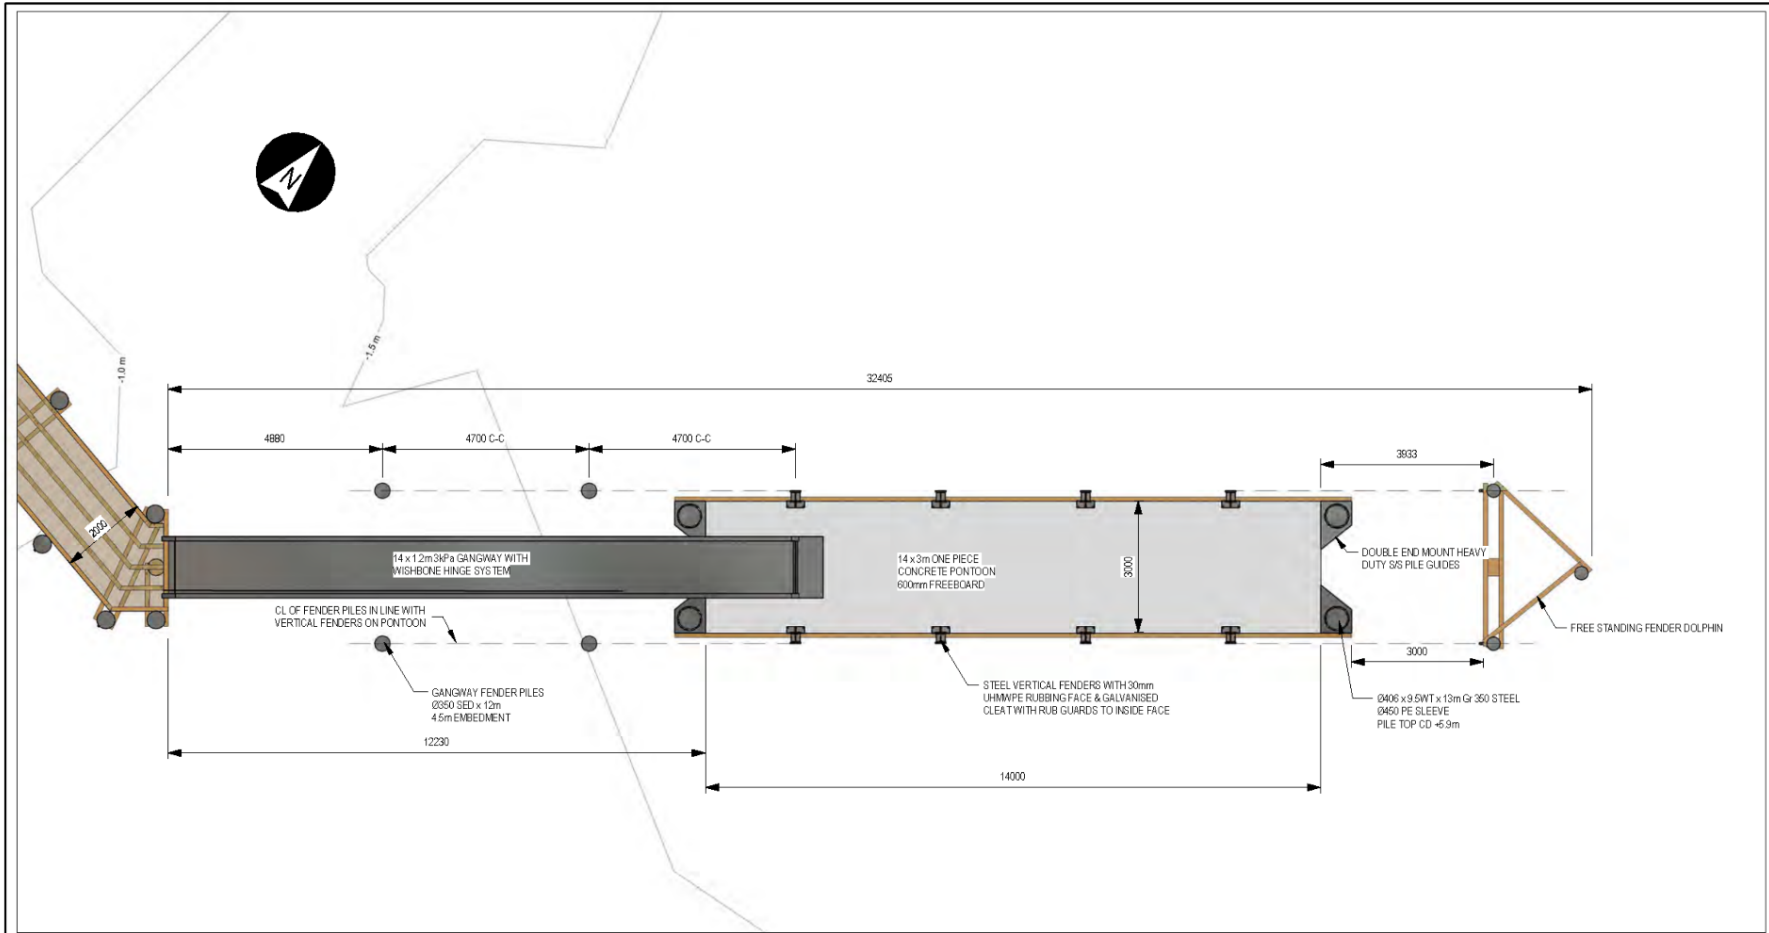 N
-1.0 m
-1.5 m
32405
4880
4700 C-C
4700 C-C
3933
2000
14 x 1.2m 3kPa GANGWAY WITH
WISHBONE HINGE SYSTEM
14 x 3m ONE PIECE
CONCRETE PONTOON
600mm FREEBOARD
3000
DOUBLE END MOUNT HEAVY
DUTY S/S PILE GUIDES
CL OF FENDER PILES IN LINE WITH
VERTICAL FENDERS ON PONTOON
FREE STANDING FENDER DOLPHIN
3000
GANGWAY FENDER PILES
Ø350 SED x 12m
4.5m EMBEDMENT
STEEL VERTICAL FENDERS WITH 30mm
UHMWPE RUBBING FACE & GALVANISED
CLEAT WITH RUB GUARDS TO INSIDE FACE
Ø406 x 9.5WT x 13m Gr 350 STEEL
Ø450 PE SLEEVE
PILE TOP CD +5.9m
12230
14000